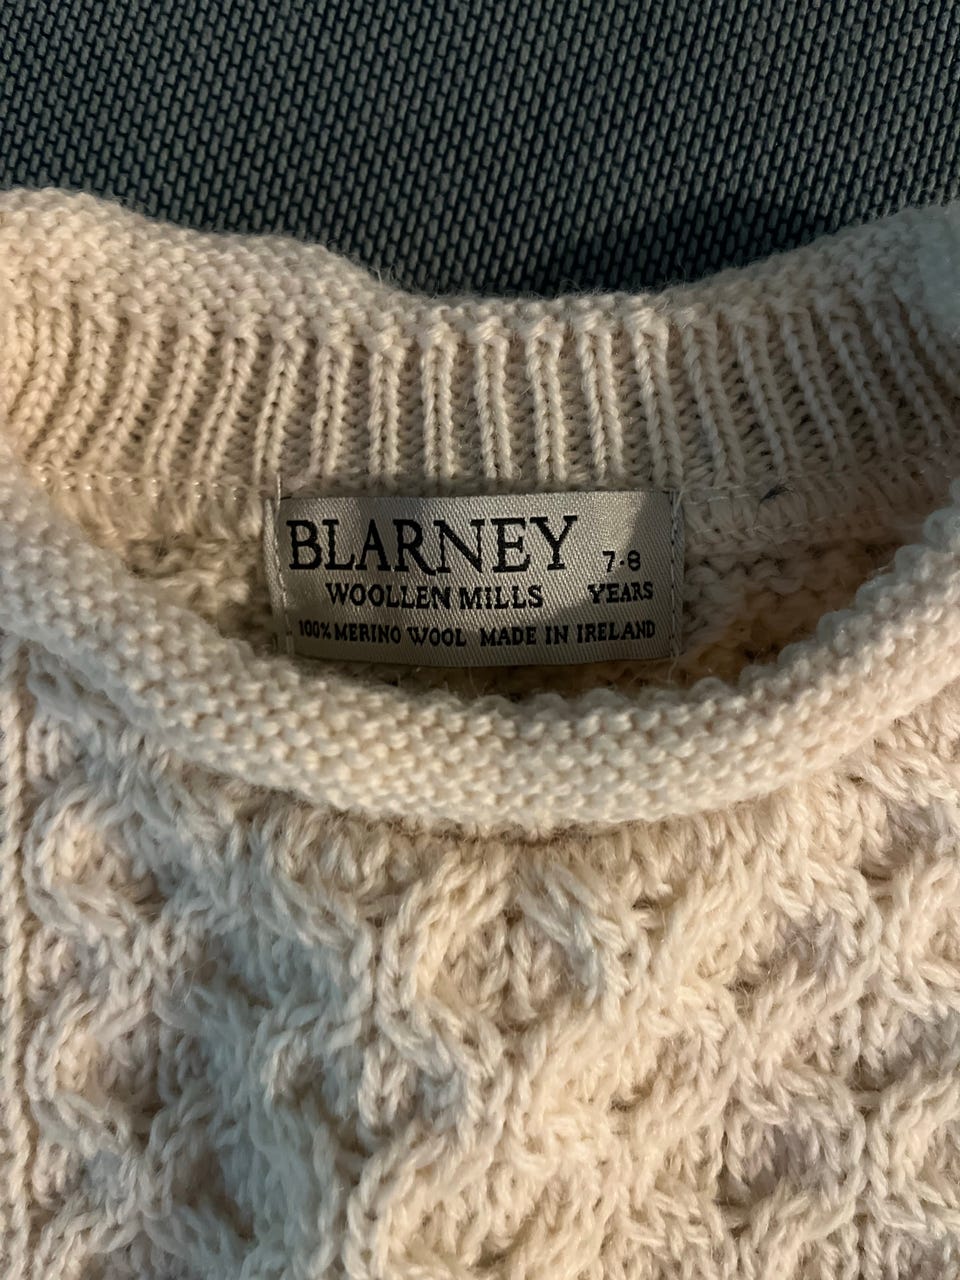 BLARNEY 7-8
WOOLLEN MILLS YEARS
100% MERINO WOOL MADE IN IRELAND